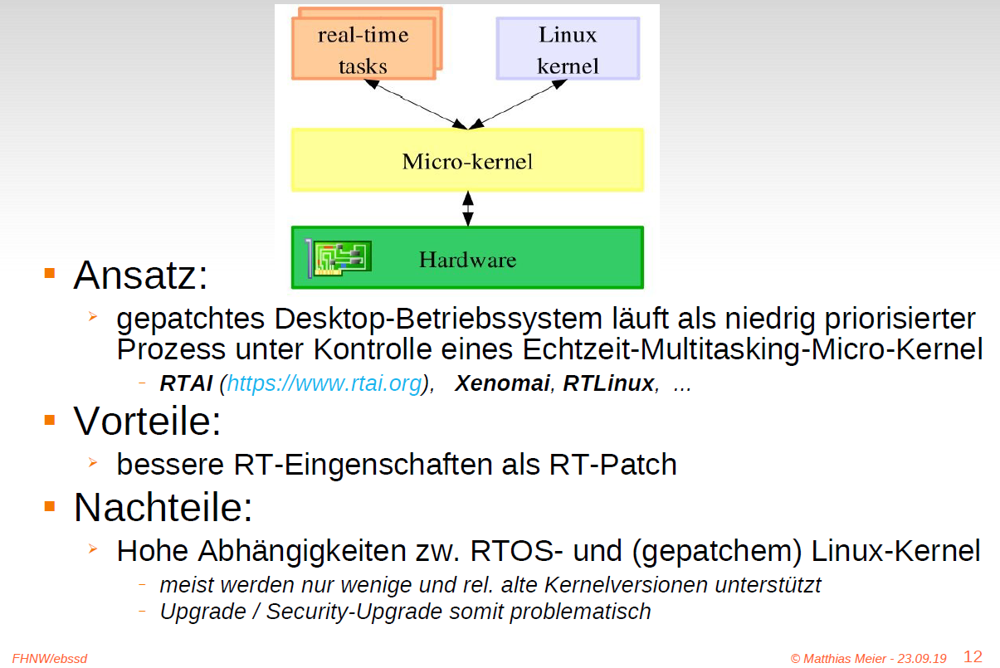 real-time
tasks
Linux
kernel
Micro-kernel
Hardware
Ansatz:
gepatchtes Desktop-Betriebssystem läuft als niedrig priorisierter
Prozess unter Kontrolle eines Echtzeit-Multitasking-Micro-Kernel
RTAI (https://www.rtai.org), Xenomai, RTLinux, ...
Vorteile:
bessere RT-Eingenschaften als RT-Patch
Nachteile:
Hohe Abhängigkeiten zw. RTOS- und (gepatchem) Linux-Kernel
meist werden nur wenige und rel. alte Kernelversionen unterstützt
Upgrade / Security-Upgrade somit problematisch
FHNW/ebssd
© Matthias Meier - 23.09.19 12